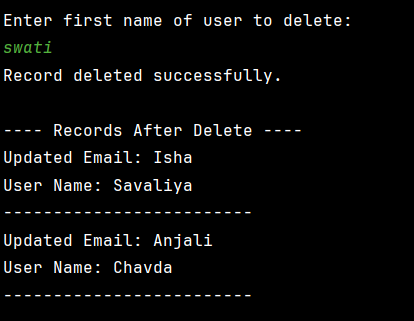 Enter first name of user to delete:
swati
Record deleted successfully.
---- Records After Delete ----
Updated Email: Isha
User Name: Savaliya
-------------------------
Updated Email: Anjali
User Name: Chavda
-------------------------